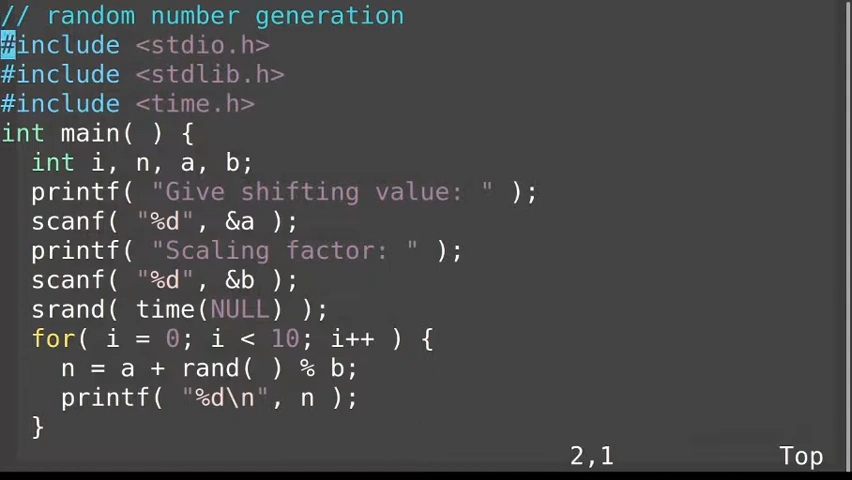 // random number generation
#include <stdio.h>
#include <stdlib.h>
#include <time.h>
int main( ) {
  int i, n, a, b;
  printf( "Give shifting value: " );
  scanf( "%d", &a );
  printf( "Scaling factor: " );
  scanf( "%d", &b );
  srand( time(NULL) );
  for( i = 0; i < 10; i++ ) {
    n = a + rand( ) % b;
    printf( "%d\n", n );
  }
2,1 Top